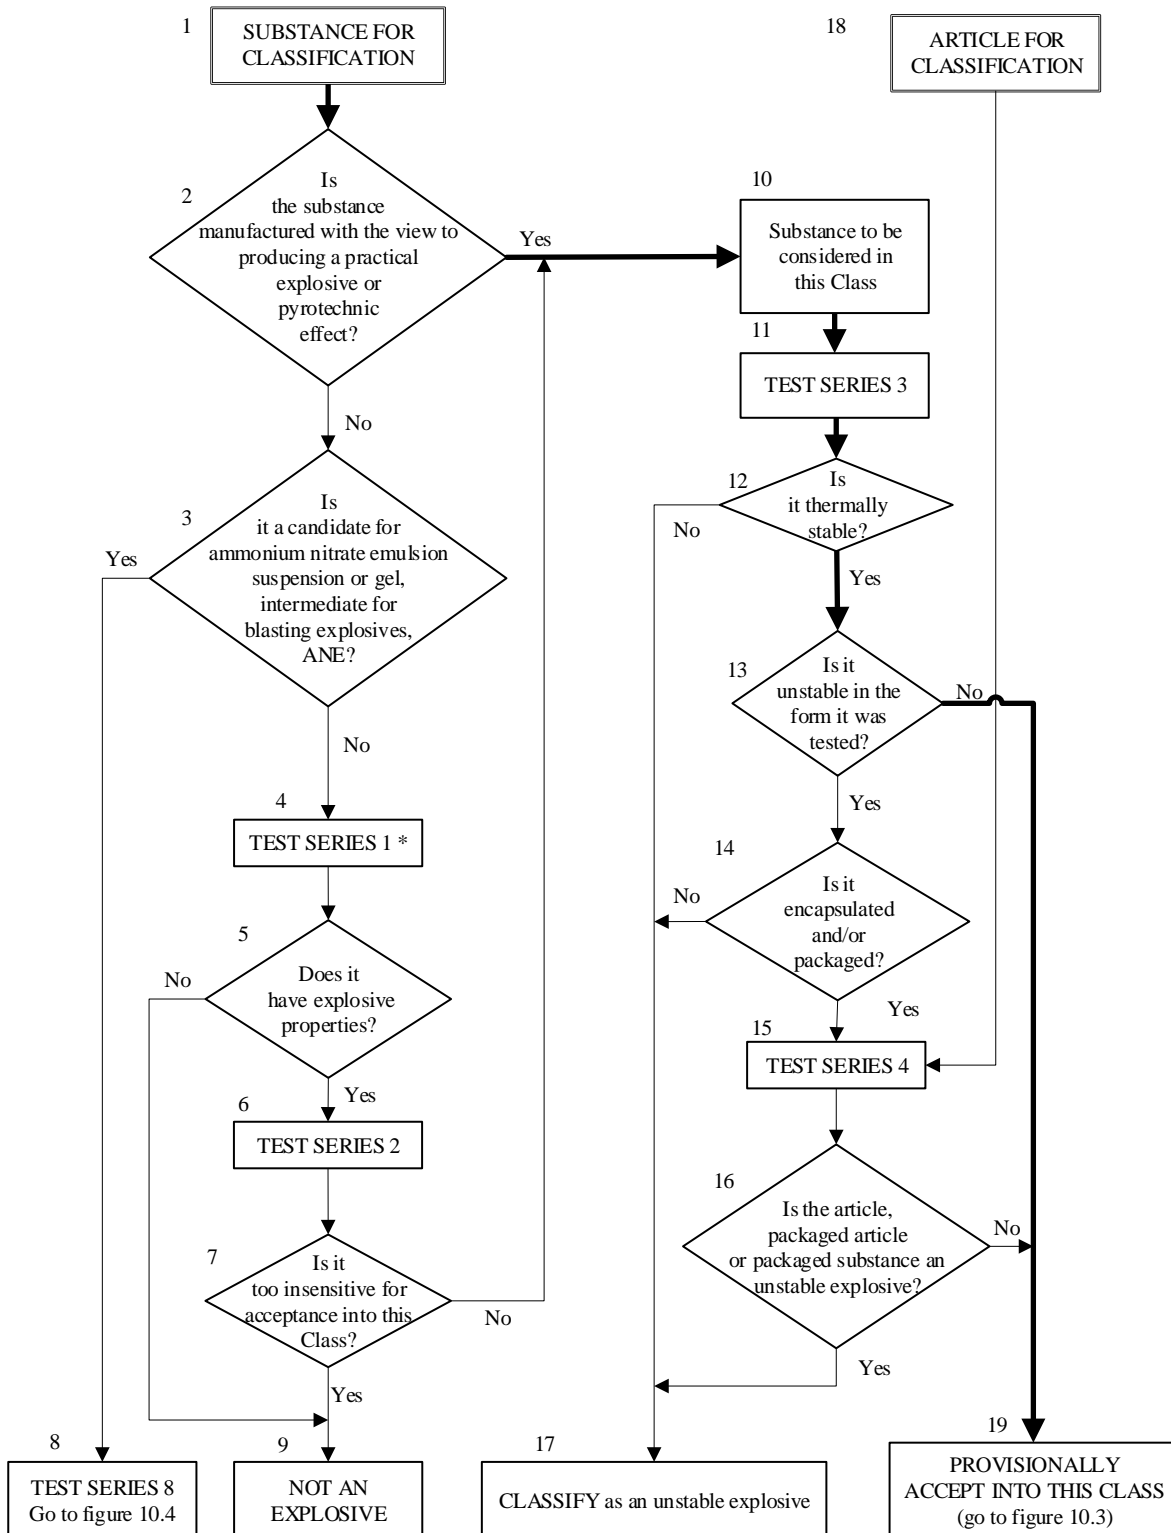 1
SUBSTANCE FOR
CLASSIFICATION
18
ARTICLE FOR
CLASSIFICATION
2
Is
the substance
manufactured with the view to
producing a practical
explosive or
pyrotechnic
effect?
Yes
No
10
Substance to be
considered in
this Class
11
TEST SERIES 3
3
Is
it a candidate for
ammonium nitrate emulsion
suspension or gel,
intermediate for
blasting explosives,
ANE?
Yes
No
12
Is
it thermally
stable?
No
Yes
13
Is it
unstable in the
form it was
tested?
No
Yes
4
TEST SERIES 1 *
14
Is it
encapsulated
and/or
packaged?
No
Yes
5
Does it
have explosive
properties?
No
Yes
15
TEST SERIES 4
6
TEST SERIES 2
16
Is the article,
packaged article
or packaged substance an
unstable explosive?
No
Yes
7
Is it
too insensitive for
acceptance into this
Class?
No
Yes
8
TEST SERIES 8
Go to figure 10.4
9
NOT AN
EXPLOSIVE
17
CLASSIFY as an unstable explosive
19
PROVISIONALLY
ACCEPT INTO THIS CLASS
(go to figure 10.3)